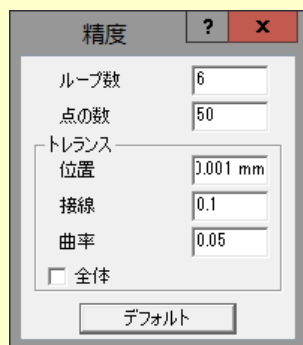 精度 ? x
ループ数 6
点の数 50
トレランス
位置 0.001 mm
接線 0.1
曲率 0.05
全体
デフォルト